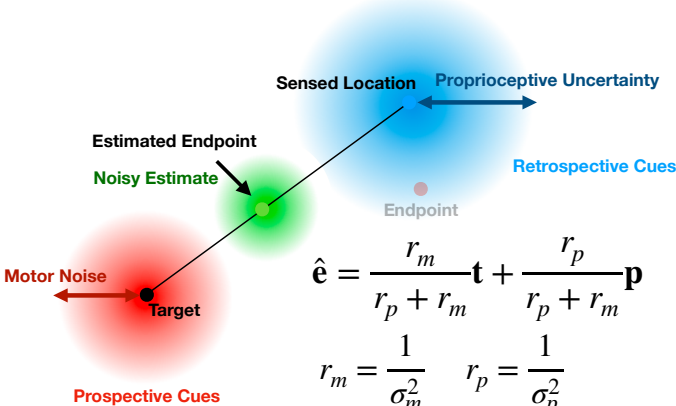 Sensed Location
Proprioceptive Uncertainty
Estimated Endpoint
Noisy Estimate
Retrospective Cues
Endpoint
Motor Noise
Target
Prospective Cues
ê = r_m/(r_p + r_m) t + r_p/(r_p + r_m) p
r_m = 1/σ_m^2 r_p = 1/σ_p^2